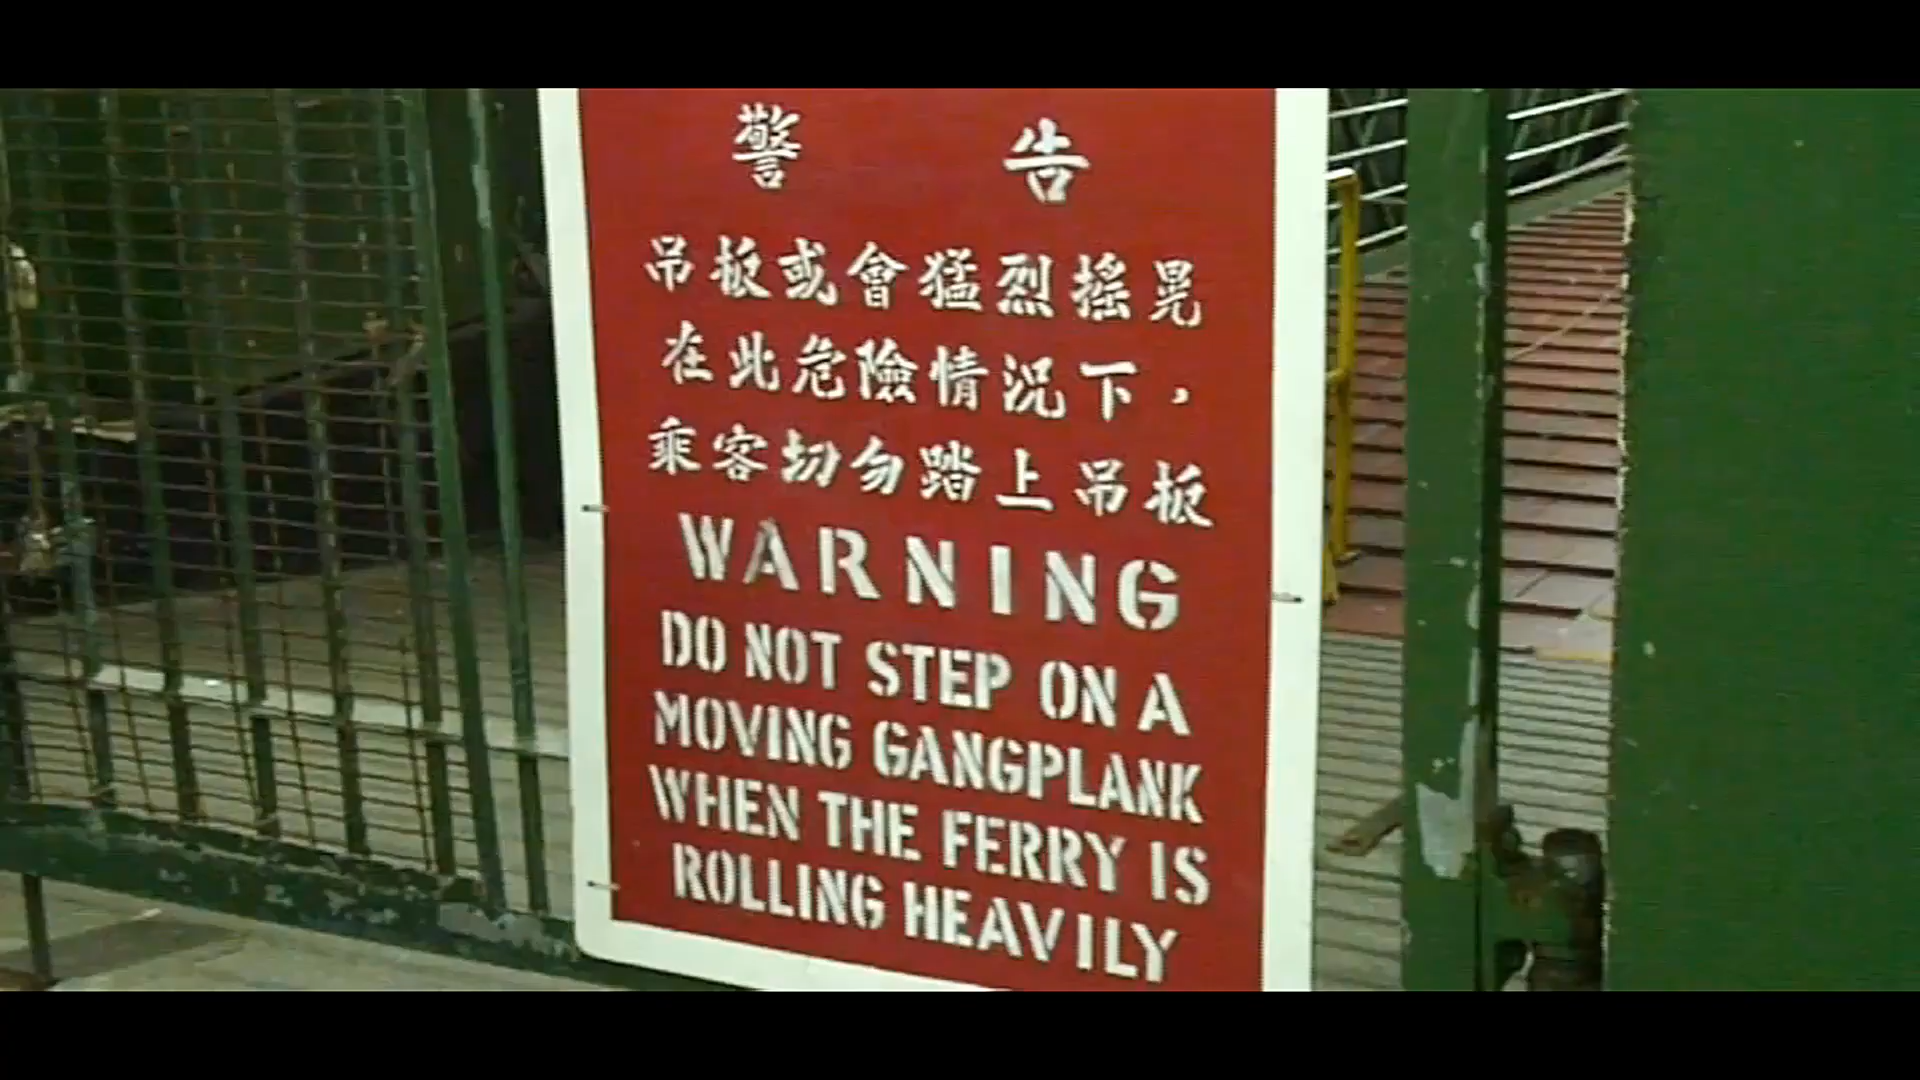 警告
吊板或會猛烈搖晃
在此危險情況下，
乘客切勿踏上吊板
WARNING
DO NOT STEP ON A
MOVING GANGPLANK
WHEN THE FERRY IS
ROLLING HEAVILY